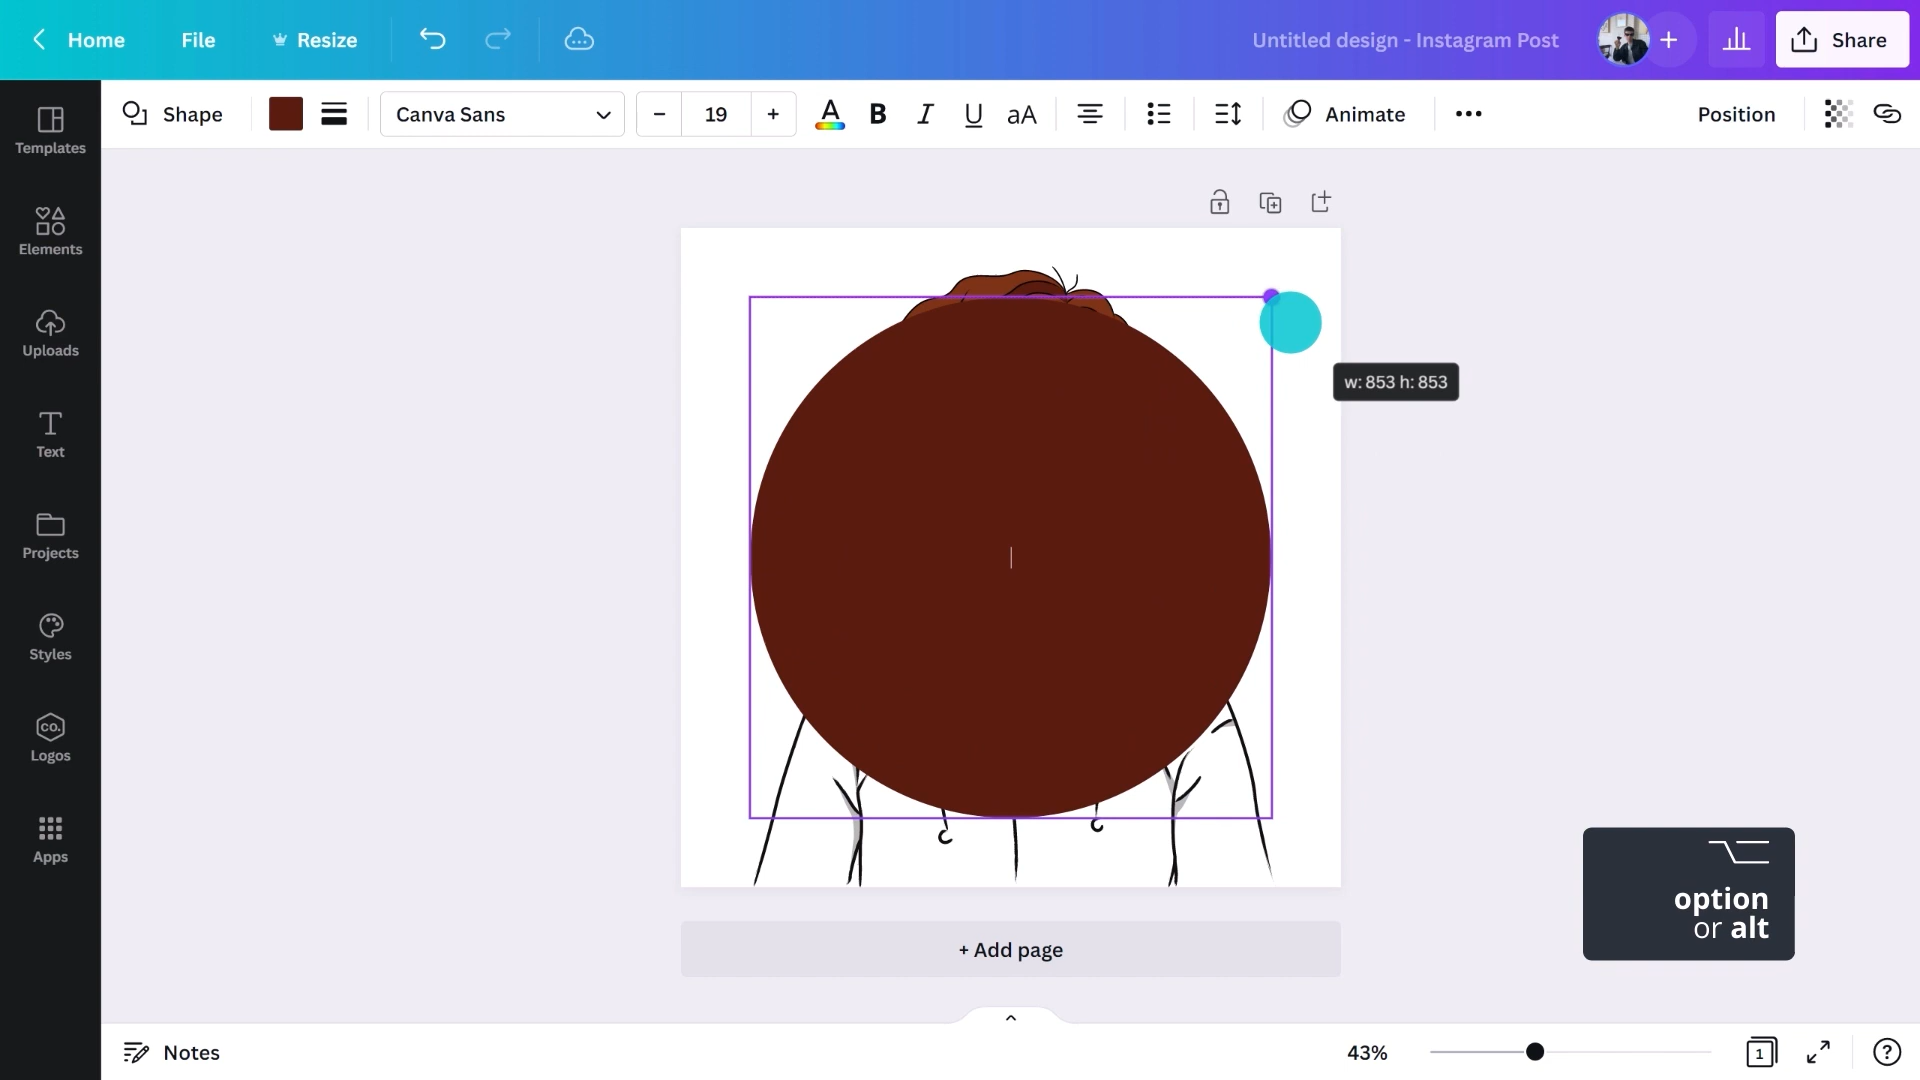 Home File Resize Untitled design - Instagram Post + Share
Shape Canva Sans − 19 + A B I U aA Animate ••• Position
Templates
Elements
Uploads
Text
Projects
Styles
CO.
Logos
Apps
w: 853 h: 853
option
or alt
+ Add page
Notes 43% 1 ?